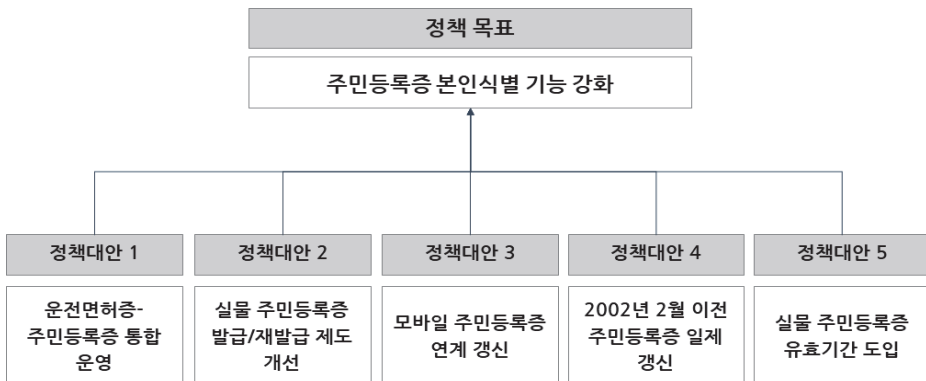 정책 목표
주민등록증 본인식별 기능 강화
정책대안 1
정책대안 2
정책대안 3
정책대안 4
정책대안 5
운전면허증-
주민등록증 통합
운영
실물 주민등록증
발급/재발급 제도
개선
모바일 주민등록증
연계 갱신
2002년 2월 이전
주민등록증 일제
갱신
실물 주민등록증
유효기간 도입